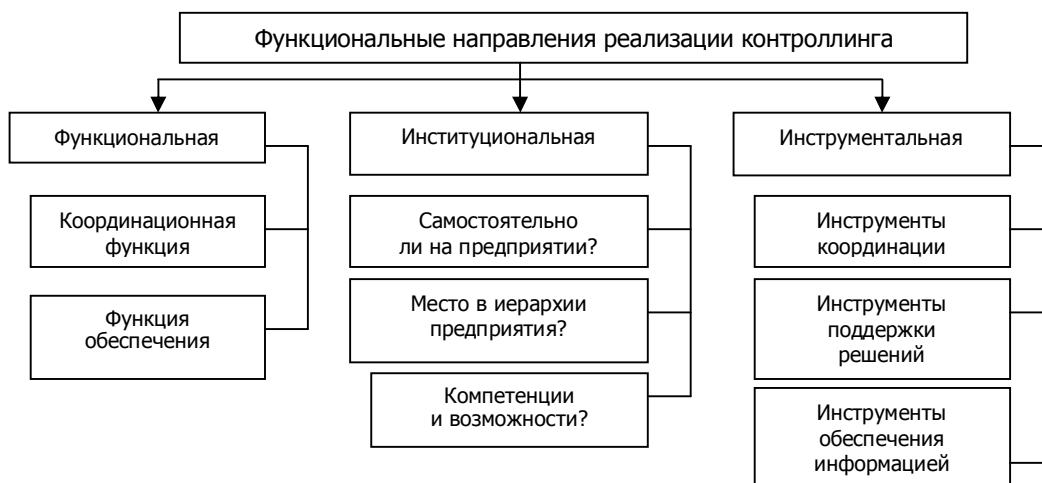 Функциональные направления реализации контроллинга
Функциональная
Координационная
функция
Функция
обеспечения
Институциональная
Самостоятельно
ли на предприятии?
Место в иерархии
предприятия?
Компетенции
и возможности?
Инструментальная
Инструменты
координации
Инструменты
поддержки
решений
Инструменты
обеспечения
информацией